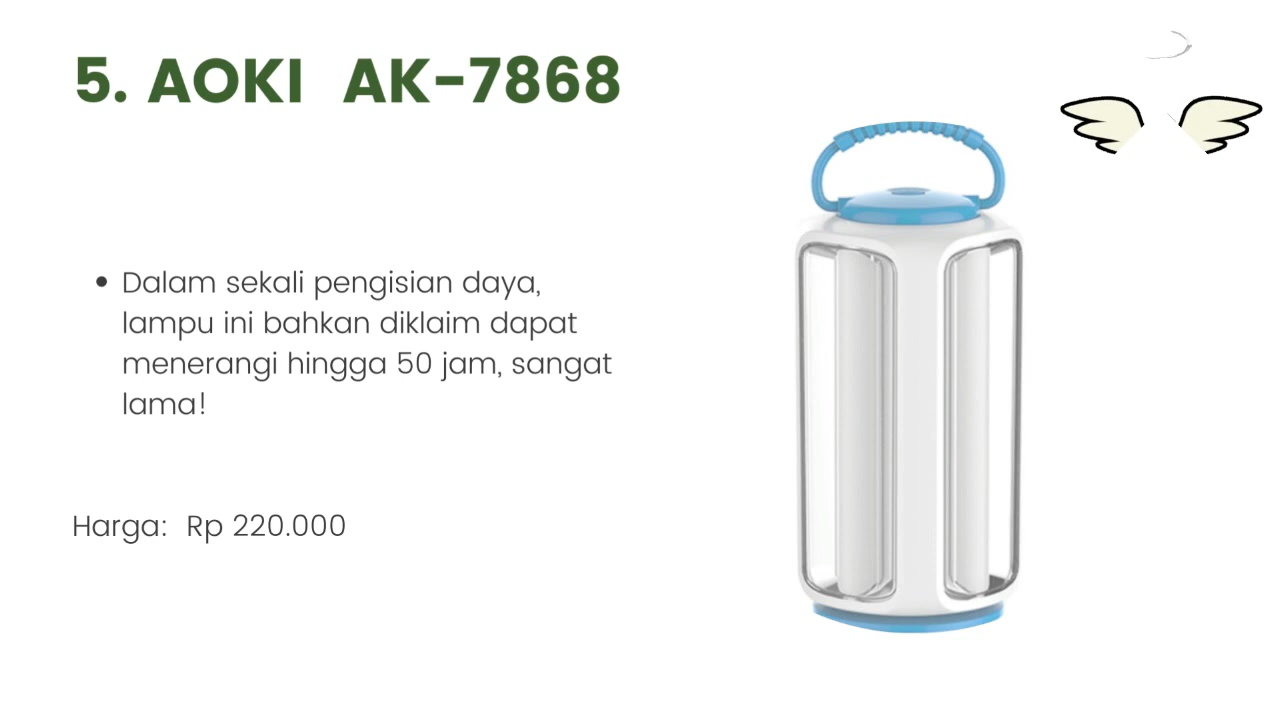 5. AOKI AK-7868
• Dalam sekali pengisian daya,
lampu ini bahkan diklaim dapat
menerangi hingga 50 jam, sangat
lama!
Harga: Rp 220.000